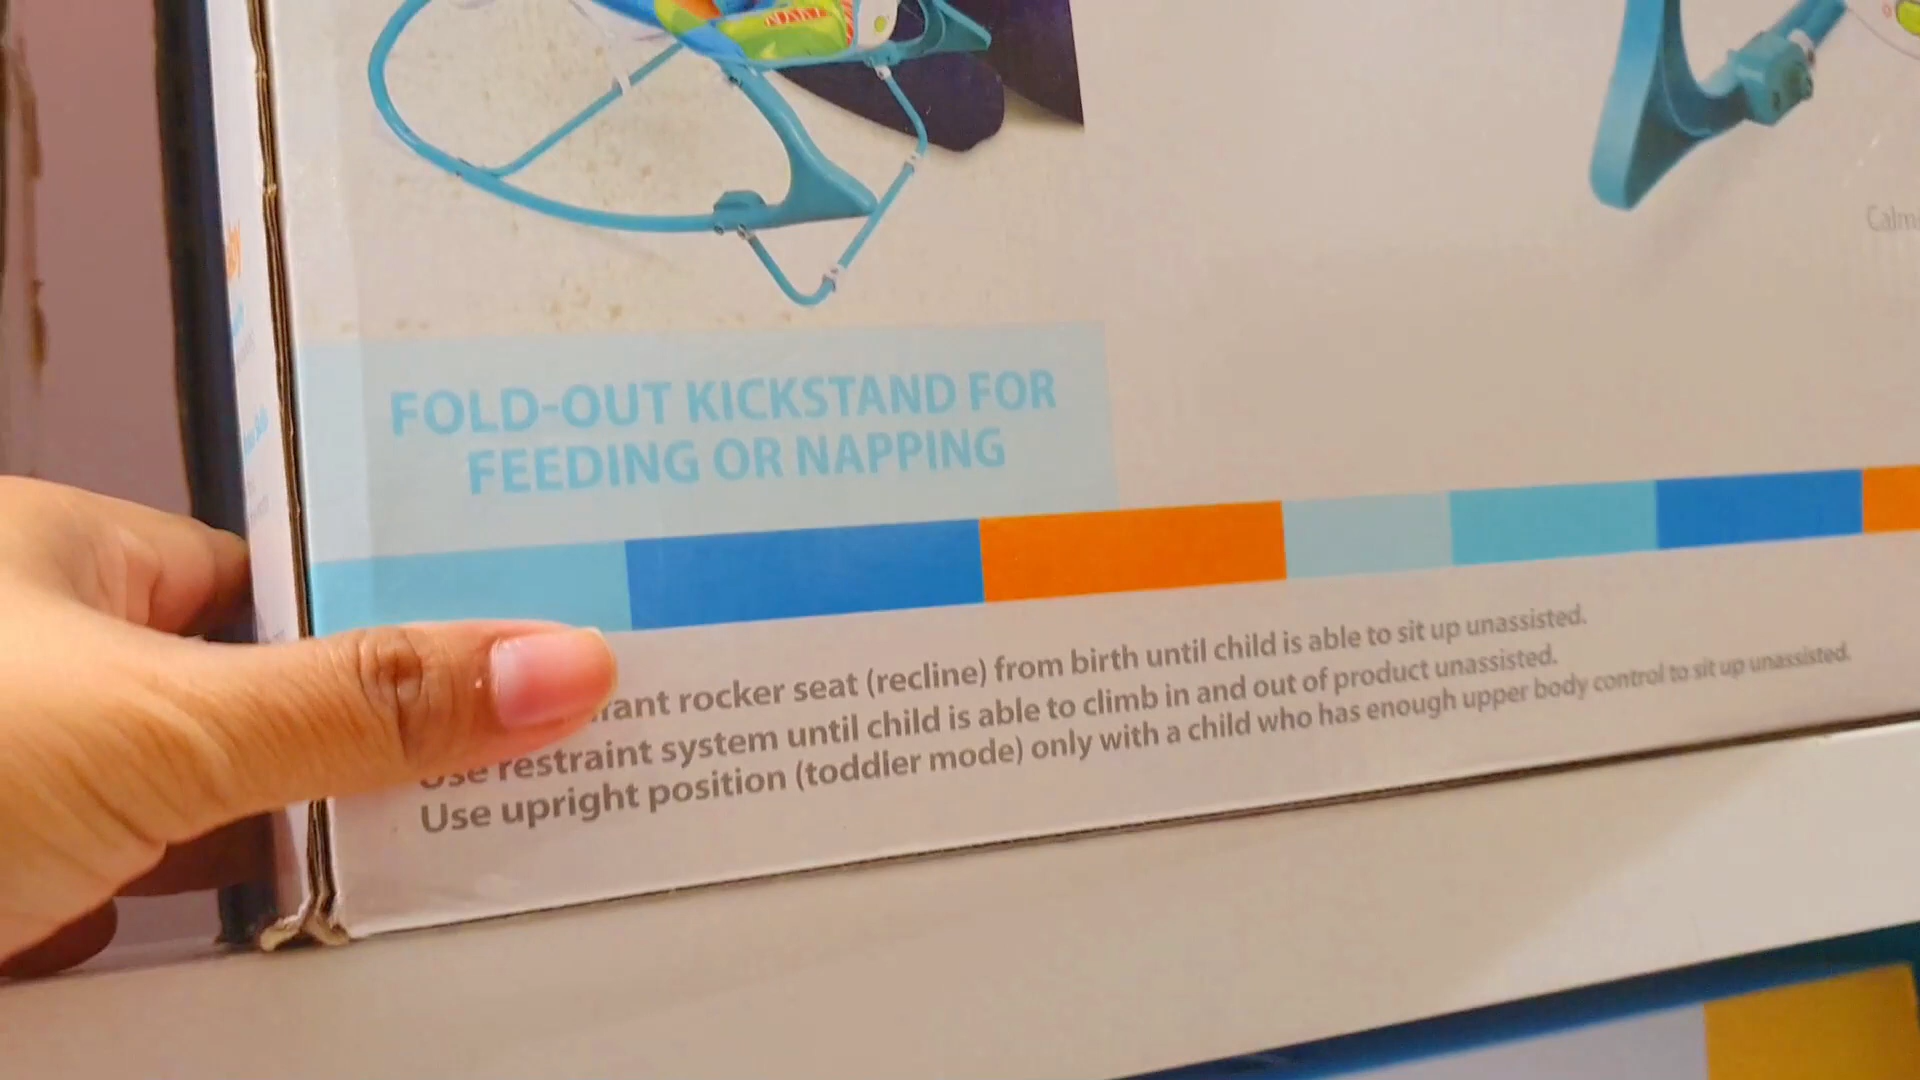 FOLD-OUT KICKSTAND FOR
FEEDING OR NAPPING
rocker seat (recline) from birth until child is able to sit up unassisted.
Use restraint system until child is able to climb in and out of product unassisted.
Use upright position (toddler mode) only with a child who has enough upper body control to sit up unassisted.